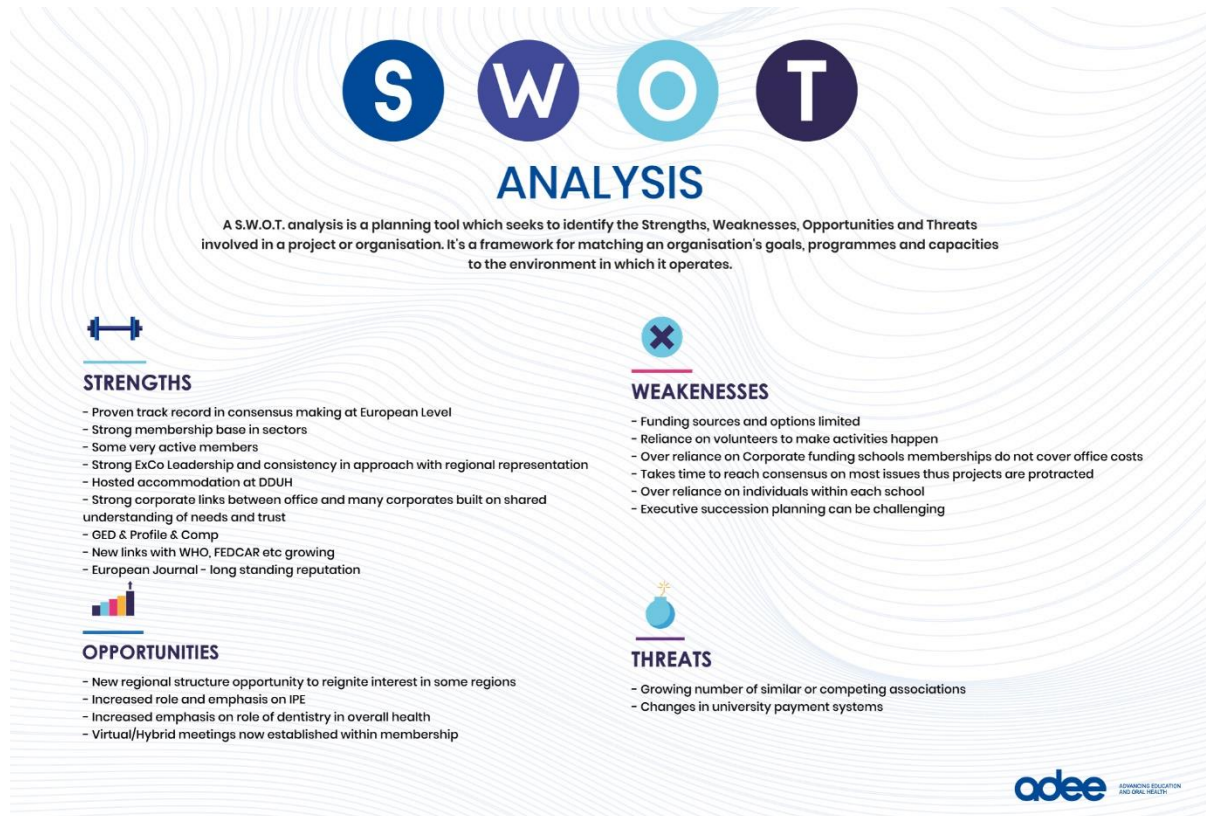 S W O T
ANALYSIS
A S.W.O.T. analysis is a planning tool which seeks to identify the Strengths, Weaknesses, Opportunities and Threats
involved in a project or organisation. It's a framework for matching an organisation's goals, programmes and capacities
to the environment in which it operates.
STRENGTHS
- Proven track record in consensus making at European Level
- Strong membership base in sectors
- Some very active members
- Strong ExCo Leadership and consistency in approach with regional representation
- Hosted accommodation at DDUH
- Strong corporate links between office and many corporates built on shared
understanding of needs and trust
- GED & Profile & Comp
- New links with WHO, FEDCAR etc growing
- European Journal - long standing reputation
WEAKENESSES
- Funding sources and options limited
- Reliance on volunteers to make activities happen
- Over reliance on Corporate funding schools memberships do not cover office costs
- Takes time to reach consensus on most issues thus projects are protracted
- Over reliance on individuals within each school
- Executive succession planning can be challenging
OPPORTUNITIES
- New regional structure opportunity to reignite interest in some regions
- Increased role and emphasis on IPE
- Increased emphasis on role of dentistry in overall health
- Virtual/Hybrid meetings now established within membership
THREATS
- Growing number of similar or competing associations
- Changes in university payment systems
adee
ADVANCING EDUCATION
AND ORAL HEALTH